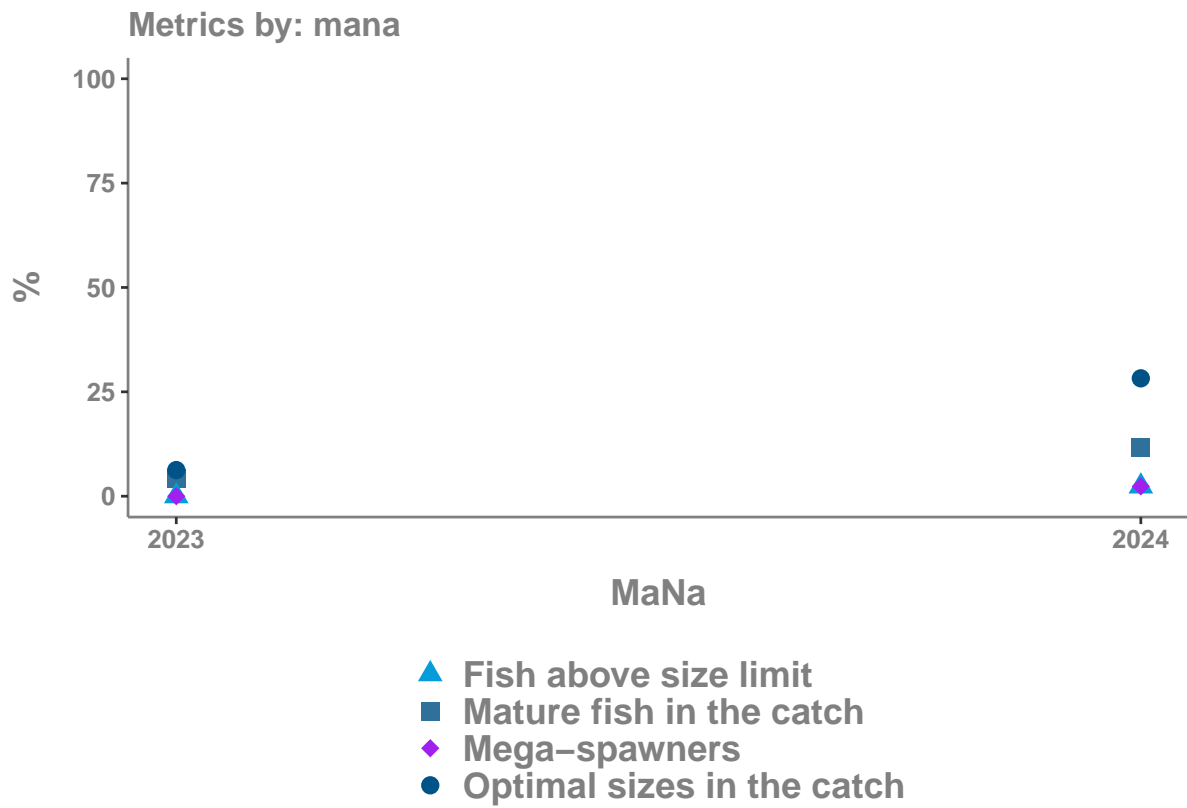 Metrics by: mana
100
75
50
25
0
%
2023
2024
MaNa
Fish above size limit
Mature fish in the catch
Mega−spawners
Optimal sizes in the catch